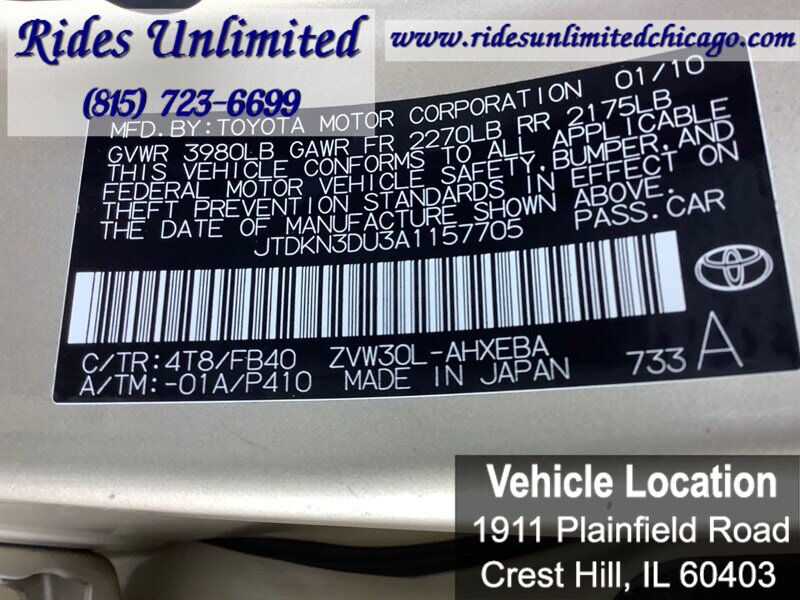 Rides Unlimited
(815) 723-6699
www.ridesunlimitedchicago.com
MFD.BY:TOYOTA MOTOR CORPORATION 01/10
GVWR 3980LB GAWR FR 2270LB RR 2175LB
THIS VEHICLE CONFORMS TO ALL APPLICABLE
FEDERAL MOTOR VEHICLE SAFETY,BUMPER,AND
THEFT PREVENTION STANDARDS IN EFFECT ON
THE DATE OF MANUFACTURE SHOWN ABOVE.
JTDKN3DU3A1157705 PASS.CAR
C/TR:4T8/FB40 ZVW30L-AHXEBA
A/TM:-01A/P410 MADE IN JAPAN 733 A
Vehicle Location
1911 Plainfield Road
Crest Hill, IL 60403